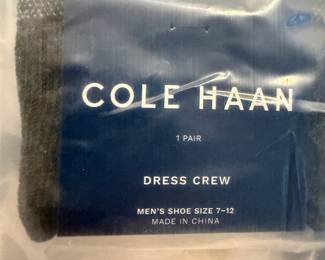 COLE HAAN
1 PAIR
DRESS CREW
MEN'S SHOE SIZE 7–12
MADE IN CHINA